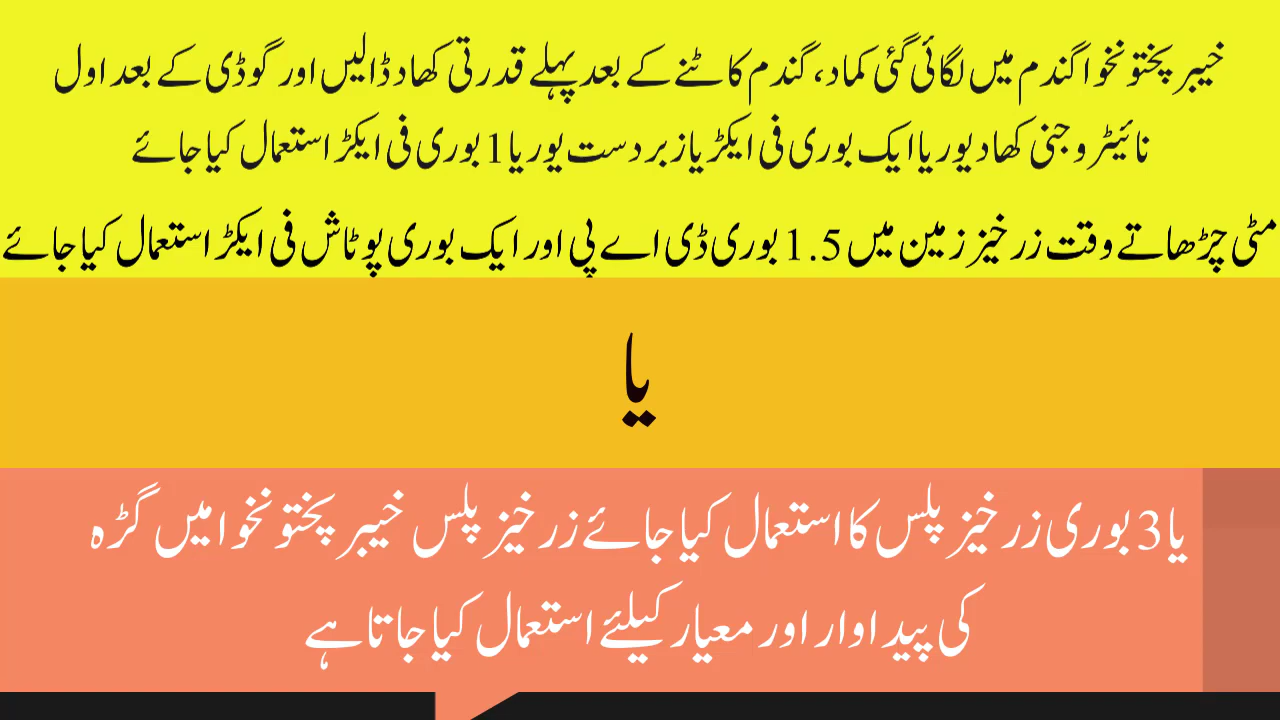 خیبر پختونخوا گندم میں لگائی گئی کماد، گندم کاٹنے کے بعد پہلے قدرتی کھاد ڈالیں اور گوڈی کے بعد اول
نائیٹروجنی کھاد یوریا ایک بوری فی ایکڑ یا زبردست یوریا 1 بوری فی ایکڑ استعمال کیا جائے
مٹی چڑھاتے وقت زرخیز زمین میں 1.5 بوری ڈی اے پی اور ایک بوری پوٹاش فی ایکڑ استعمال کیا جائے
یا
یا 3 بوری زرخیز پلس کا استعمال کیا جائے زرخیز پلس خیبر پختونخوا میں گڑہ
کی پیداوار اور معیار کیلئے استعمال کیا جاتا ہے